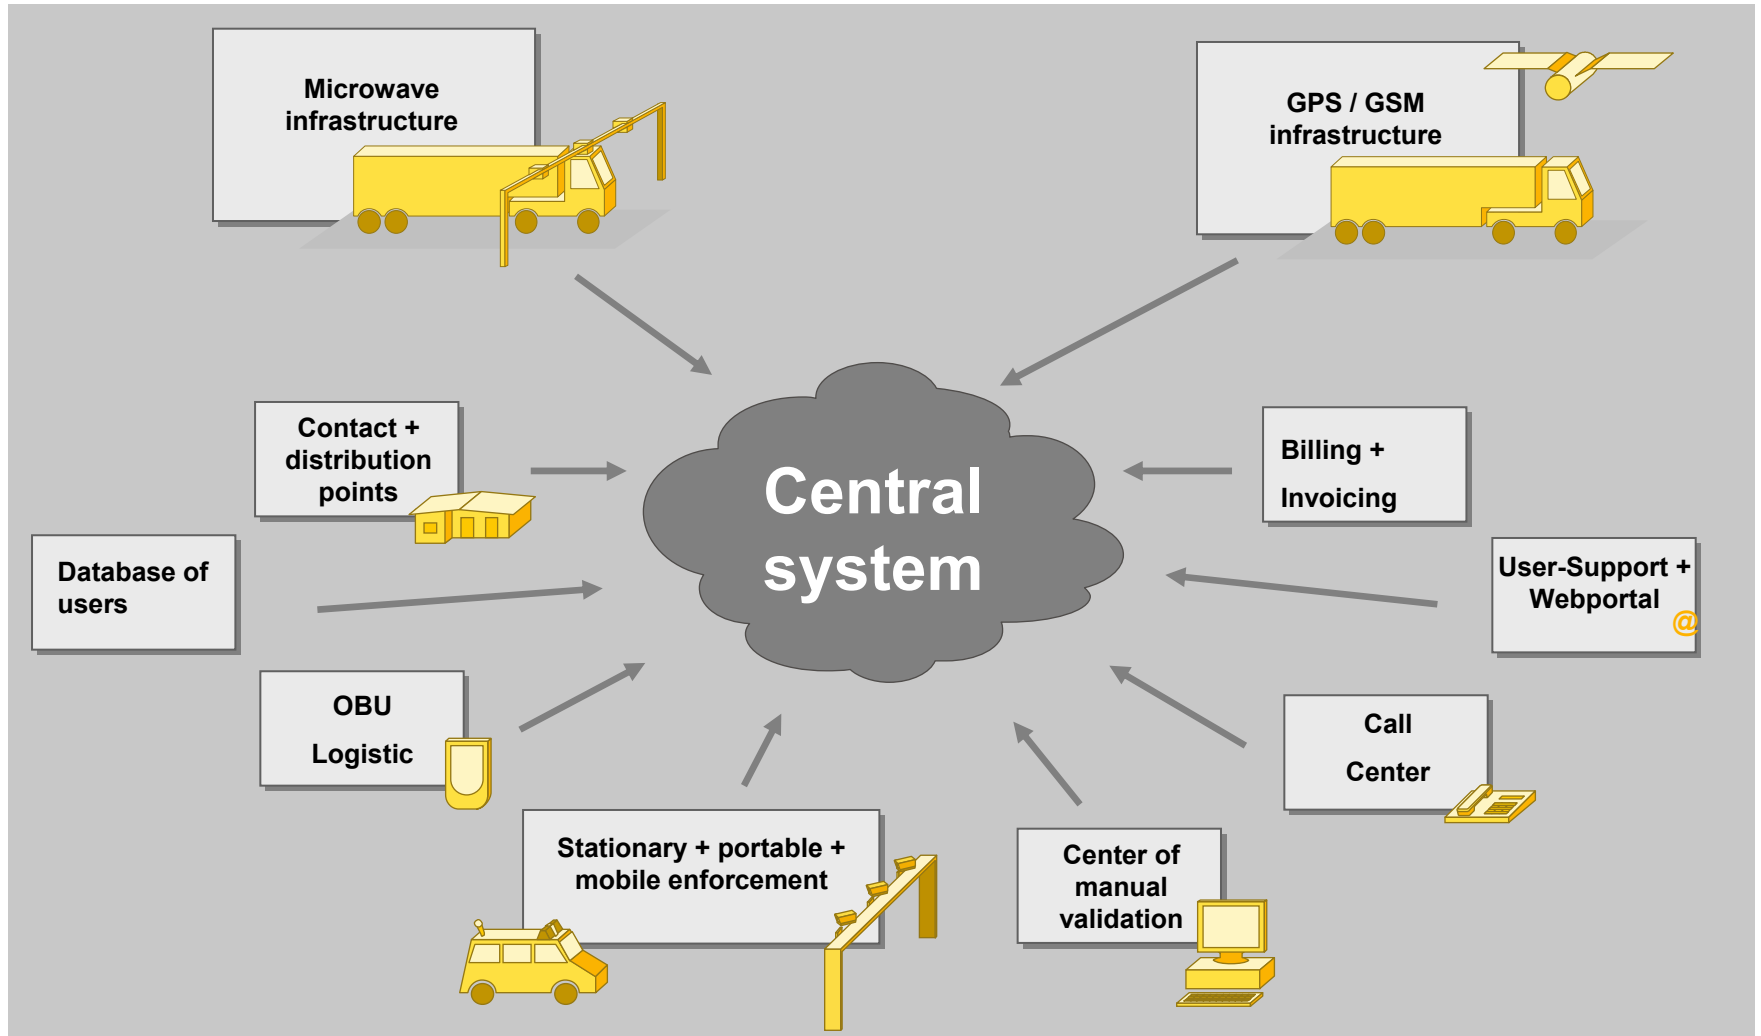 Microwave
infrastructure
GPS / GSM
infrastructure
Contact +
distribution
points
Central
system
Billing +
Invoicing
Database of
users
User-Support +
Webportal
@
OBU
Logistic
Call
Center
Stationary + portable +
mobile enforcement
Center of
manual
validation